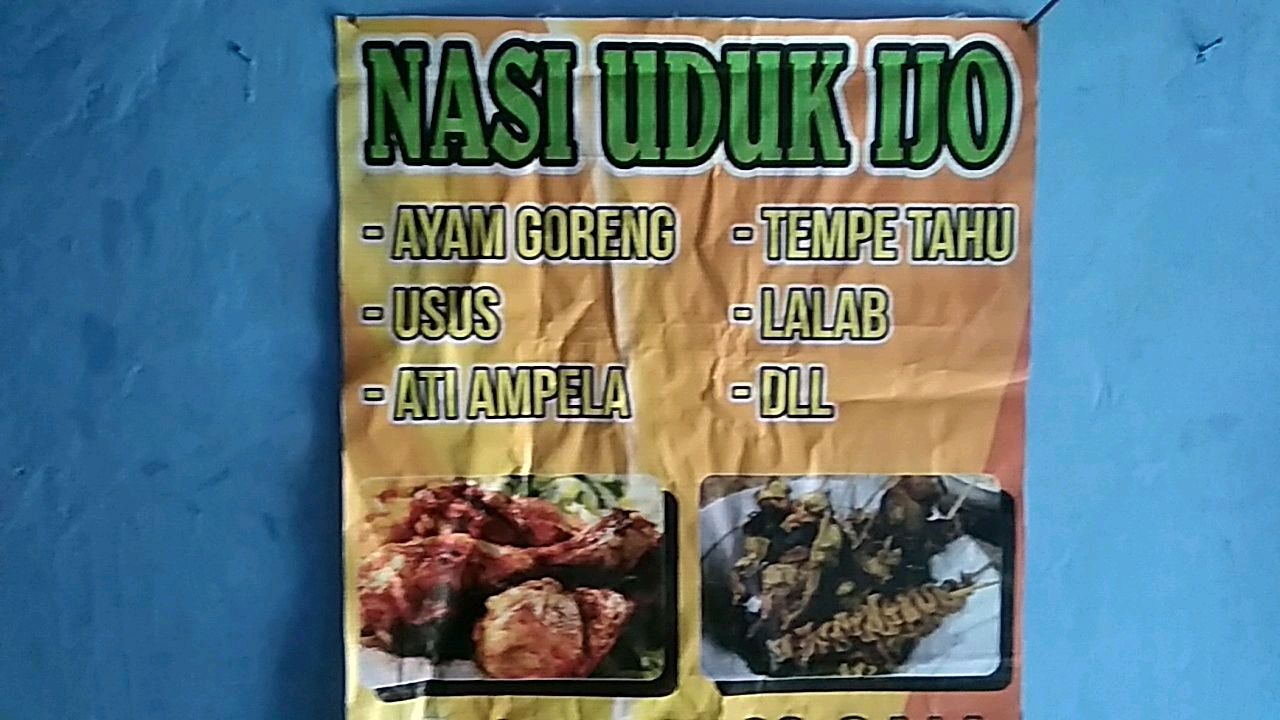 NASI UDUK IJO
- AYAM GORENG
- USUS
- ATI AMPELA
- TEMPE TAHU
- LALAB
- DLL